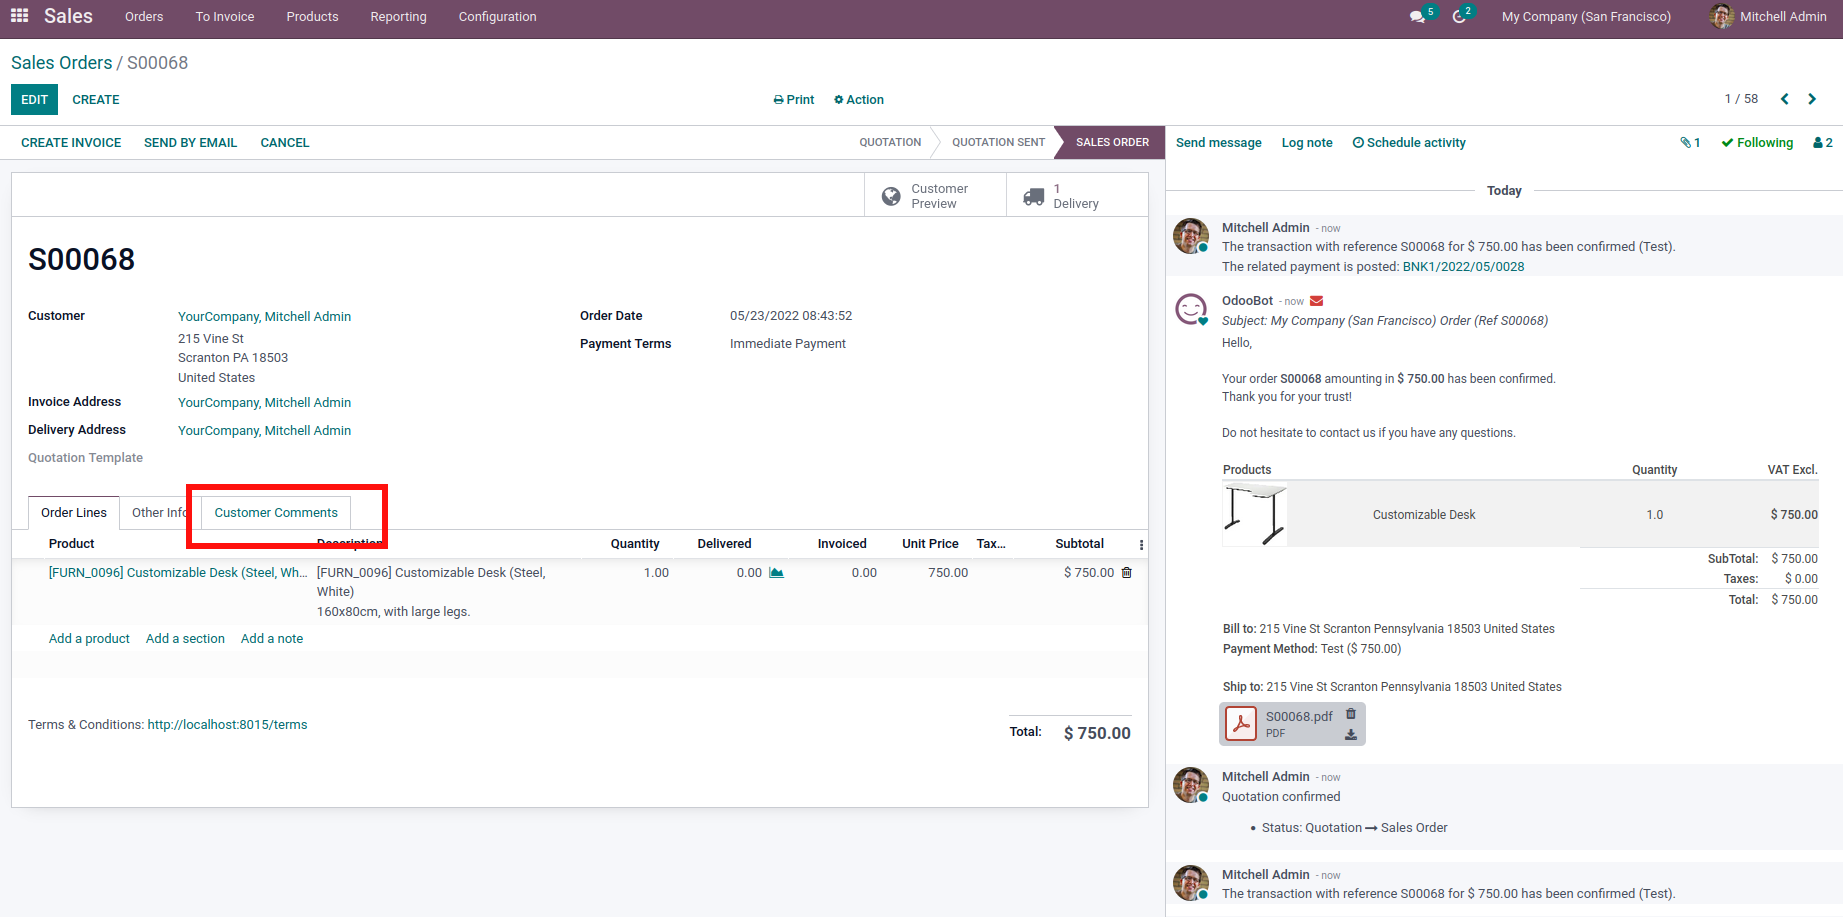 Sales Orders To Invoice Products Reporting Configuration 5 2 My Company (San Francisco) Mitchell Admin
Sales Orders / S00068
EDIT CREATE Print Action 1 / 58
CREATE INVOICE SEND BY EMAIL CANCEL QUOTATION QUOTATION SENT SALES ORDER
Customer Preview
1 Delivery
S00068
Customer YourCompany, Mitchell Admin
215 Vine St
Scranton PA 18503
United States
Invoice Address YourCompany, Mitchell Admin
Delivery Address YourCompany, Mitchell Admin
Quotation Template
Order Date 05/23/2022 08:43:52
Payment Terms Immediate Payment
Order Lines Other Info Customer Comments
Product Description Quantity Delivered Invoiced Unit Price Tax... Subtotal
[FURN_0096] Customizable Desk (Steel, Wh... [FURN_0096] Customizable Desk (Steel, 1.00 0.00 0.00 750.00 $ 750.00
White)
160x80cm, with large legs.
Add a product Add a section Add a note
Terms & Conditions: http://localhost:8015/terms
Total: $ 750.00
Send message Log note Schedule activity 1 Following 2
Today
Mitchell Admin - now
The transaction with reference S00068 for $ 750.00 has been confirmed (Test).
The related payment is posted: BNK1/2022/05/0028
OdooBot - now
Subject: My Company (San Francisco) Order (Ref S00068)
Hello,
Your order S00068 amounting in $ 750.00 has been confirmed.
Thank you for your trust!
Do not hesitate to contact us if you have any questions.
Products Quantity VAT Excl.
Customizable Desk 1.0 $ 750.00
SubTotal: $ 750.00
Taxes: $ 0.00
Total: $ 750.00
Bill to: 215 Vine St Scranton Pennsylvania 18503 United States
Payment Method: Test ($ 750.00)
Ship to: 215 Vine St Scranton Pennsylvania 18503 United States
S00068.pdf
PDF
Mitchell Admin - now
Quotation confirmed
• Status: Quotation → Sales Order
Mitchell Admin - now
The transaction with reference S00068 for $ 750.00 has been confirmed (Test).